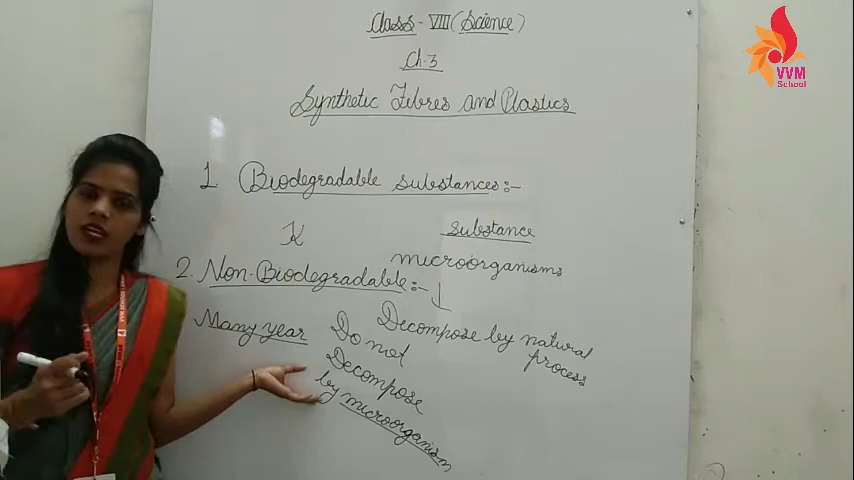 Class - VIII (Science)
Ch.3
Synthetic Fibres and Plastics
1. Biodegradable substances:-
substance
microorganisms
↓
Decompose by natural
process
2. Non-Biodegradable:-
Many year
Do not
Decompose
by microorganism
VVM
School